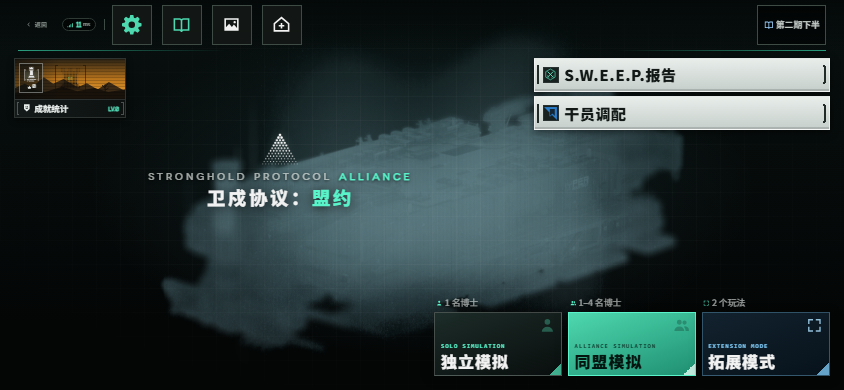 返回
11 ms
第二期下半
成就统计
LV0
S.W.E.E.P.报告
干员调配
STRONGHOLD PROTOCOL ALLIANCE
卫戍协议：盟约
1 名博士
SOLO SIMULATION
独立模拟
1–4 名博士
ALLIANCE SIMULATION
同盟模拟
2 个玩法
EXTENSION MODE
拓展模式